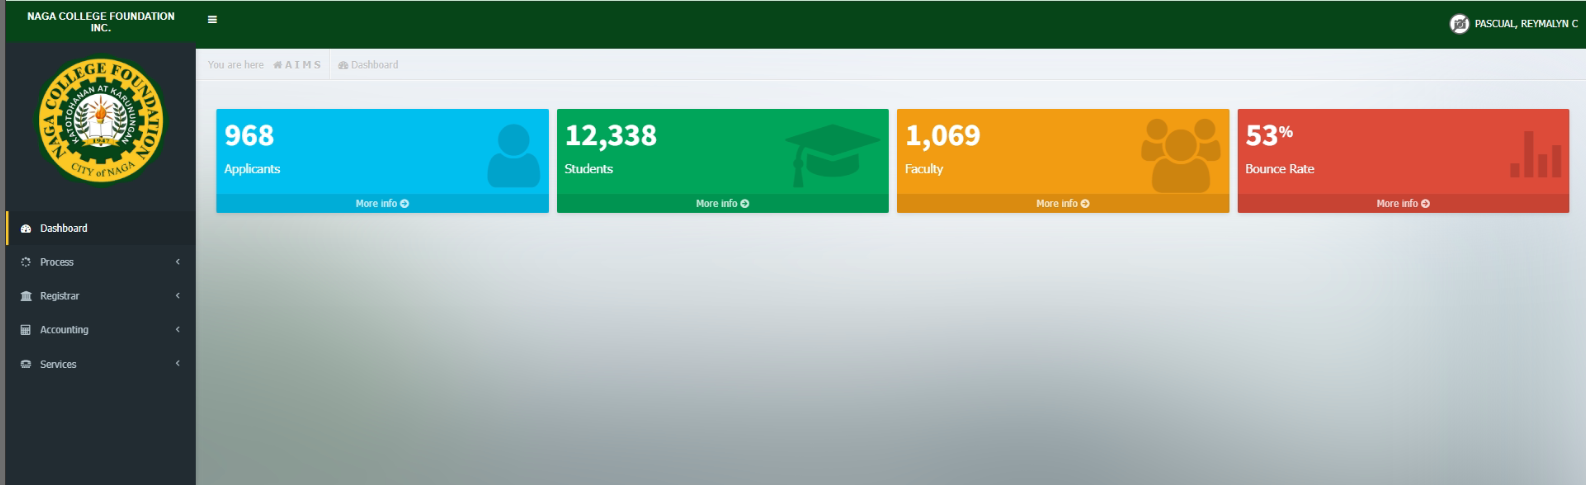 NAGA COLLEGE FOUNDATION
INC.
PASCUAL, REYMALYN C
NAGA COLLEGE FOUNDATION
KATOTOHANAN AT KARUNUNGAN
1947
CITY of NAGA
You are here A I M S Dashboard
968
Applicants
More info
12,338
Students
More info
1,069
Faculty
More info
53%
Bounce Rate
More info
Dashboard
Process
Registrar
Accounting
Services